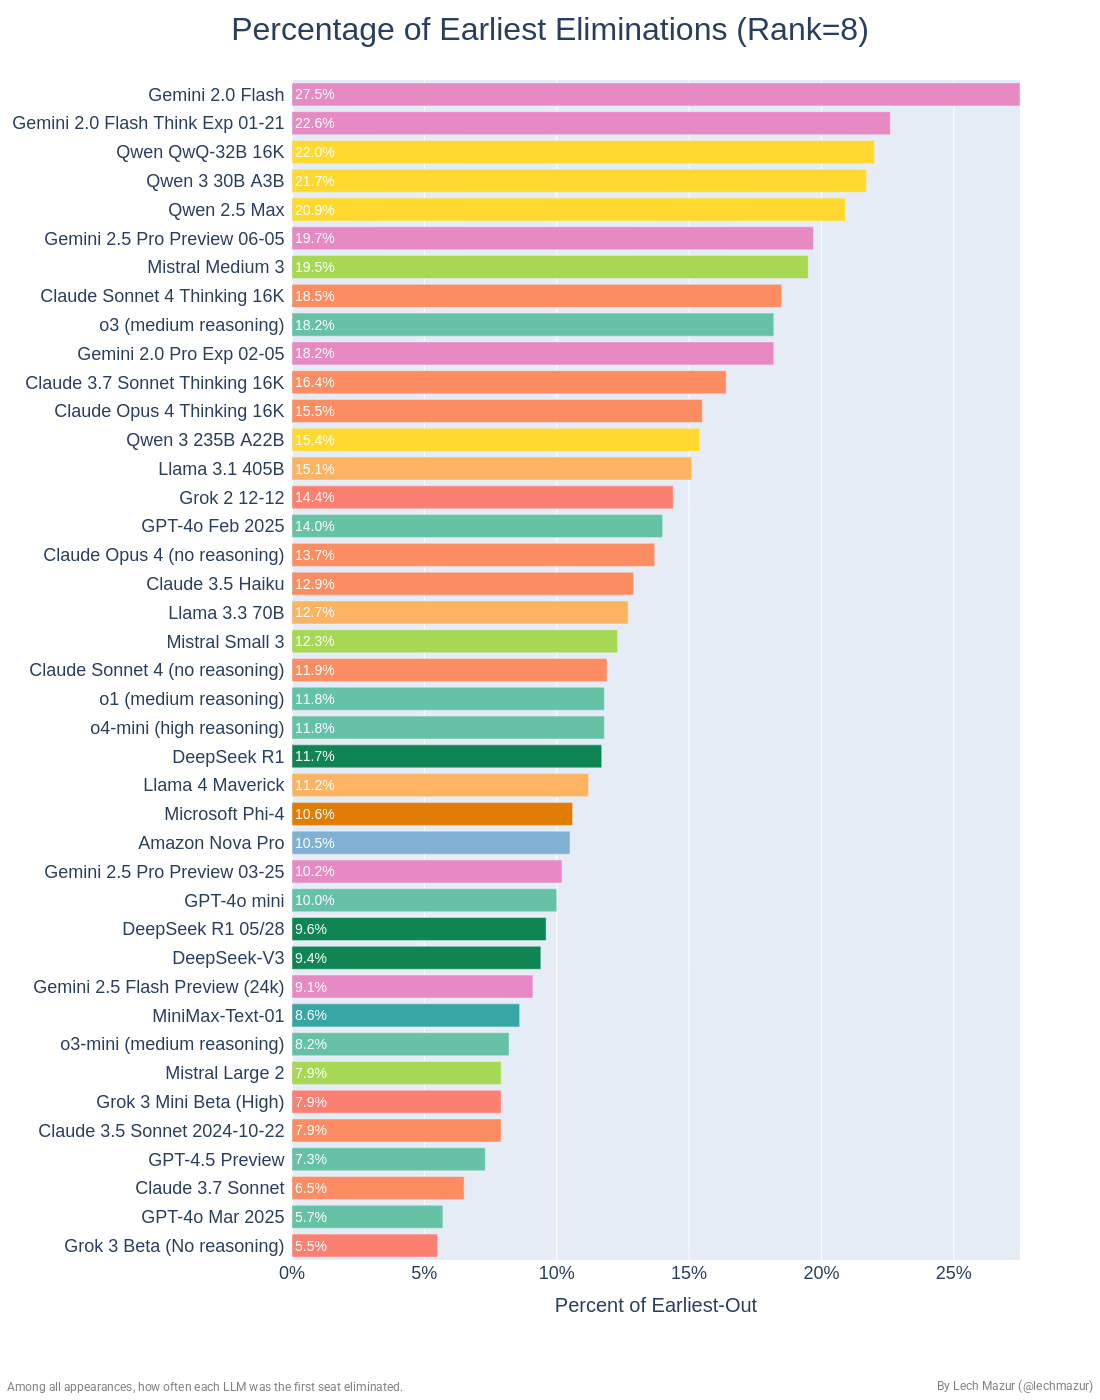 Percentage of Earliest Eliminations (Rank=8)
Gemini 2.0 Flash 27.5%
Gemini 2.0 Flash Think Exp 01-21 22.6%
Qwen QwQ-32B 16K 22.0%
Qwen 3 30B A3B 21.7%
Qwen 2.5 Max 20.9%
Gemini 2.5 Pro Preview 06-05 19.7%
Mistral Medium 3 19.5%
Claude Sonnet 4 Thinking 16K 18.5%
o3 (medium reasoning) 18.2%
Gemini 2.0 Pro Exp 02-05 18.2%
Claude 3.7 Sonnet Thinking 16K 16.4%
Claude Opus 4 Thinking 16K 15.5%
Qwen 3 235B A22B 15.4%
Llama 3.1 405B 15.1%
Grok 2 12-12 14.4%
GPT-4o Feb 2025 14.0%
Claude Opus 4 (no reasoning) 13.7%
Claude 3.5 Haiku 12.9%
Llama 3.3 70B 12.7%
Mistral Small 3 12.3%
Claude Sonnet 4 (no reasoning) 11.9%
o1 (medium reasoning) 11.8%
o4-mini (high reasoning) 11.8%
DeepSeek R1 11.7%
Llama 4 Maverick 11.2%
Microsoft Phi-4 10.6%
Amazon Nova Pro 10.5%
Gemini 2.5 Pro Preview 03-25 10.2%
GPT-4o mini 10.0%
DeepSeek R1 05/28 9.6%
DeepSeek-V3 9.4%
Gemini 2.5 Flash Preview (24k) 9.1%
MiniMax-Text-01 8.6%
o3-mini (medium reasoning) 8.2%
Mistral Large 2 7.9%
Grok 3 Mini Beta (High) 7.9%
Claude 3.5 Sonnet 2024-10-22 7.9%
GPT-4.5 Preview 7.3%
Claude 3.7 Sonnet 6.5%
GPT-4o Mar 2025 5.7%
Grok 3 Beta (No reasoning) 5.5%
0% 5% 10% 15% 20% 25%
Percent of Earliest-Out
Among all appearances, how often each LLM was the first seat eliminated.
By Lech Mazur (@lechmazur)